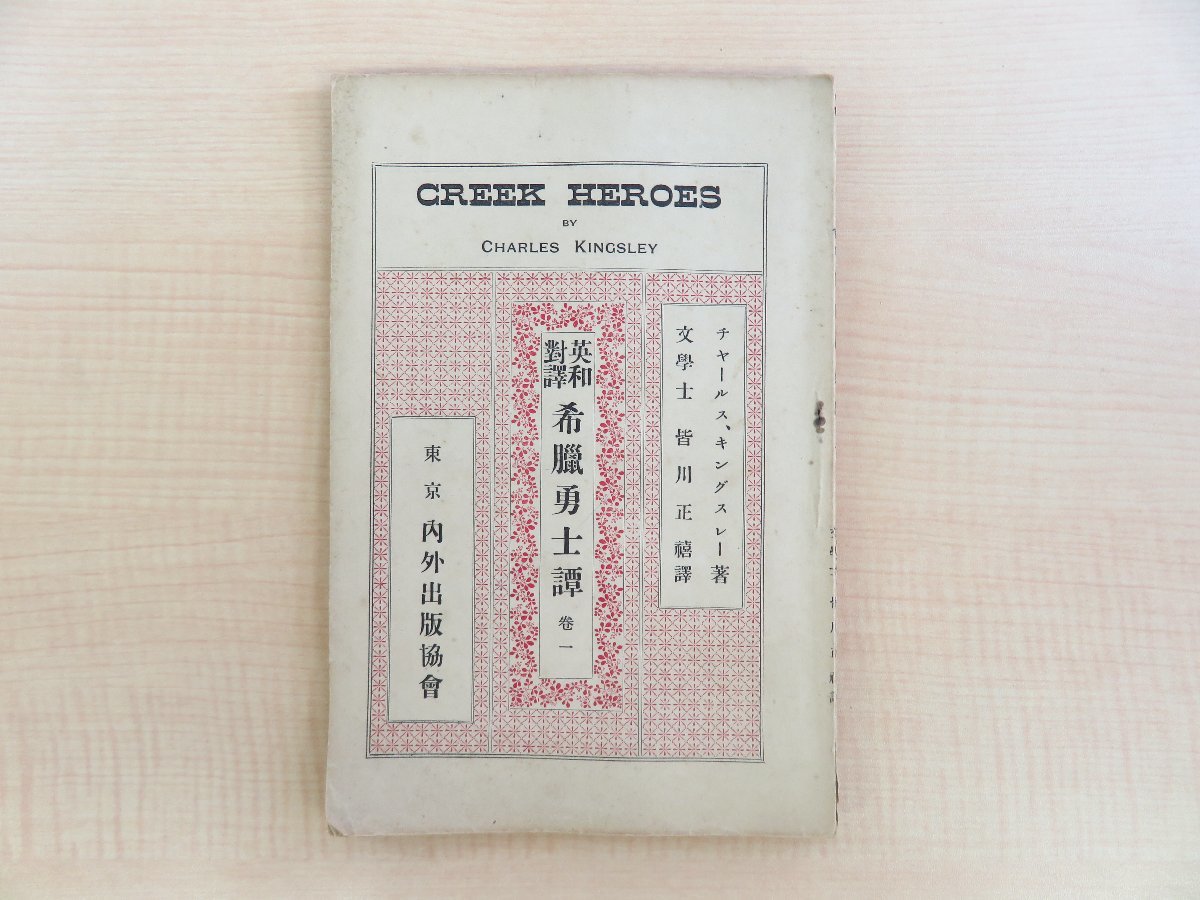 GREEK HEROES
BY
CHARLES KINGSLEY
チヤールス、キングスレー著
文學士 皆川正禧譯
英和
對譯
希臘勇士譚 卷一
東京 內外出版協會